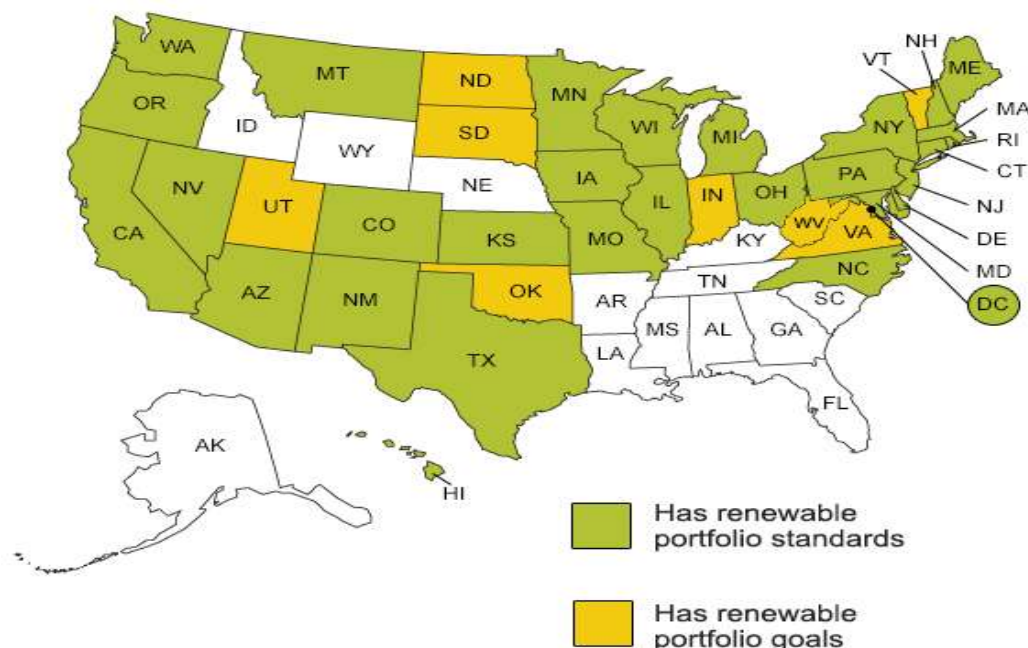 WA
MT
ND
MN
VT
NH
ME
OR
ID
SD
WI
MI
NY
MA
WY
RI
IA
PA
CT
NV
NE
IL
IN
OH
NJ
UT
CO
WV
VA
CA
KS
MO
KY
DE
MD
NC
AZ
NM
OK
TN
DC
AR
SC
TX
MS
AL
GA
LA
FL
AK
HI
Has renewable
portfolio standards
Has renewable
portfolio goals